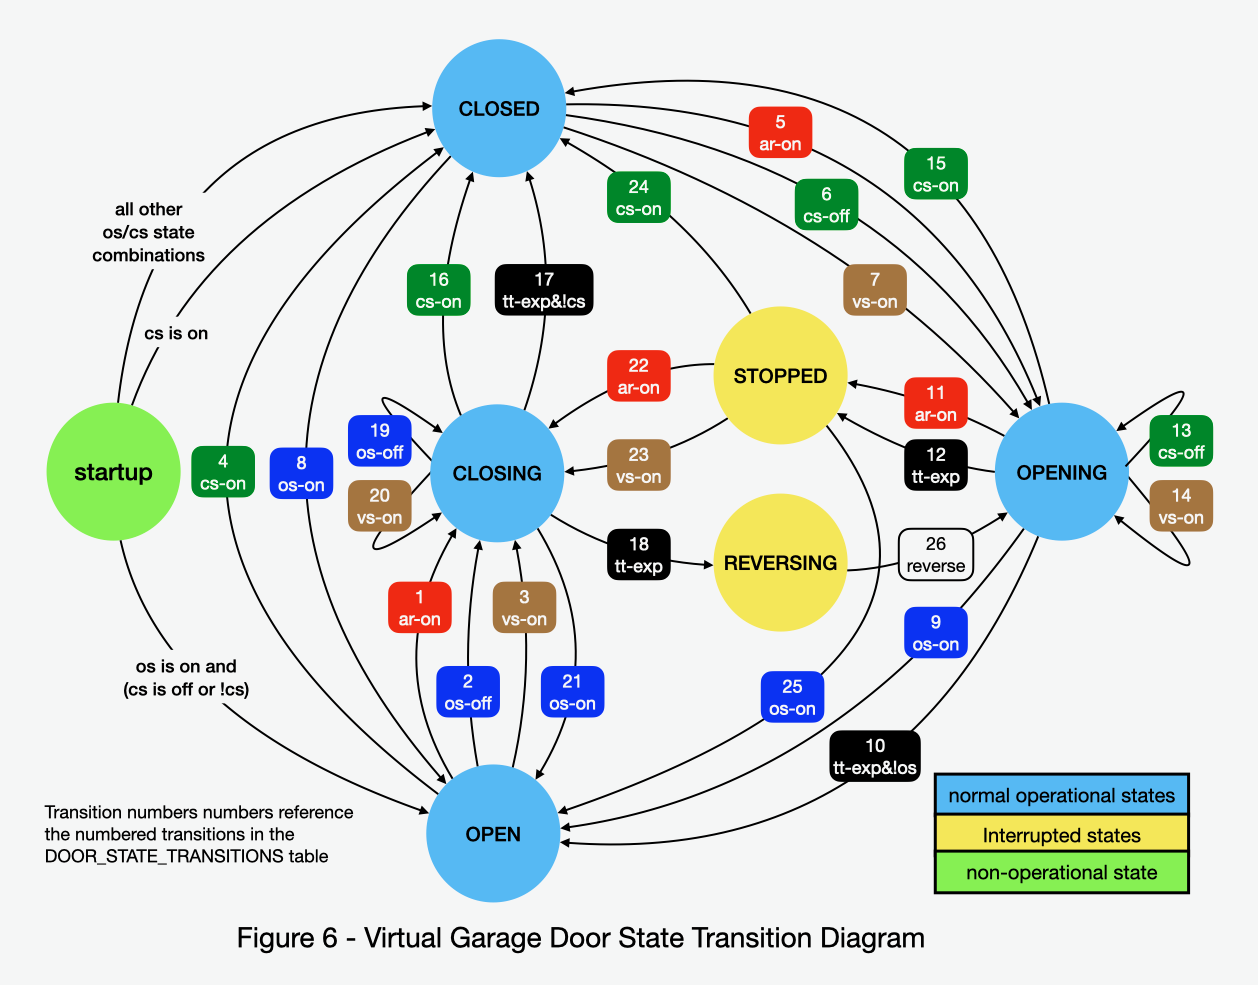 CLOSED
5
ar-on
15
cs-on
24
cs-on
6
cs-off
all other
os/cs state
combinations
16
cs-on
17
tt-exp&!cs
7
vs-on
cs is on
22
ar-on
STOPPED
11
ar-on
19
os-off
13
cs-off
4
cs-on
8
os-on
23
vs-on
12
tt-exp
startup
CLOSING
OPENING
20
vs-on
14
vs-on
18
tt-exp
REVERSING
26
reverse
1
ar-on
3
vs-on
9
os-on
os is on and
(cs is off or !cs)
2
os-off
21
os-on
25
os-on
10
tt-exp&!os
normal operational states
Interrupted states
non-operational state
Transition numbers numbers reference
the numbered transitions in the
DOOR_STATE_TRANSITIONS table
OPEN
Figure 6 - Virtual Garage Door State Transition Diagram